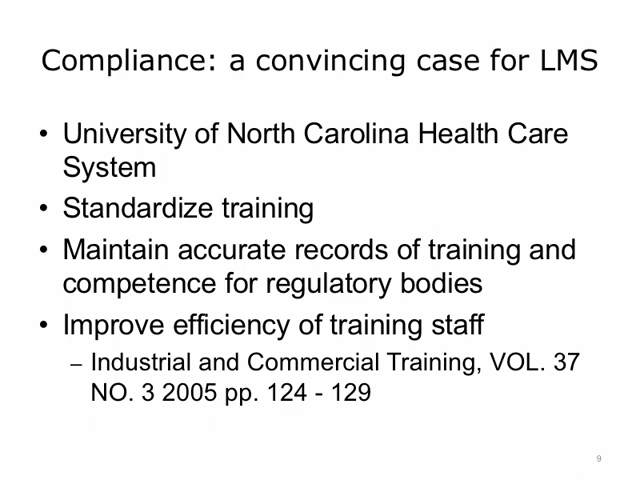 Compliance: a convincing case for LMS
• University of North Carolina Health Care
System
• Standardize training
• Maintain accurate records of training and
competence for regulatory bodies
• Improve efficiency of training staff
– Industrial and Commercial Training, VOL. 37
NO. 3 2005 pp. 124 - 129
9